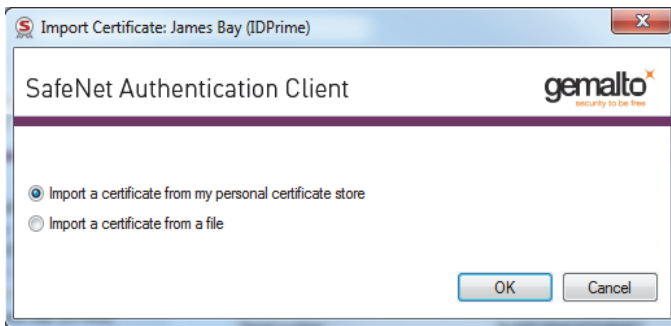 Import Certificate: James Bay (IDPrime)
SafeNet Authentication Client
gemalto
security to be free
Import a certificate from my personal certificate store
Import a certificate from a file
OK
Cancel